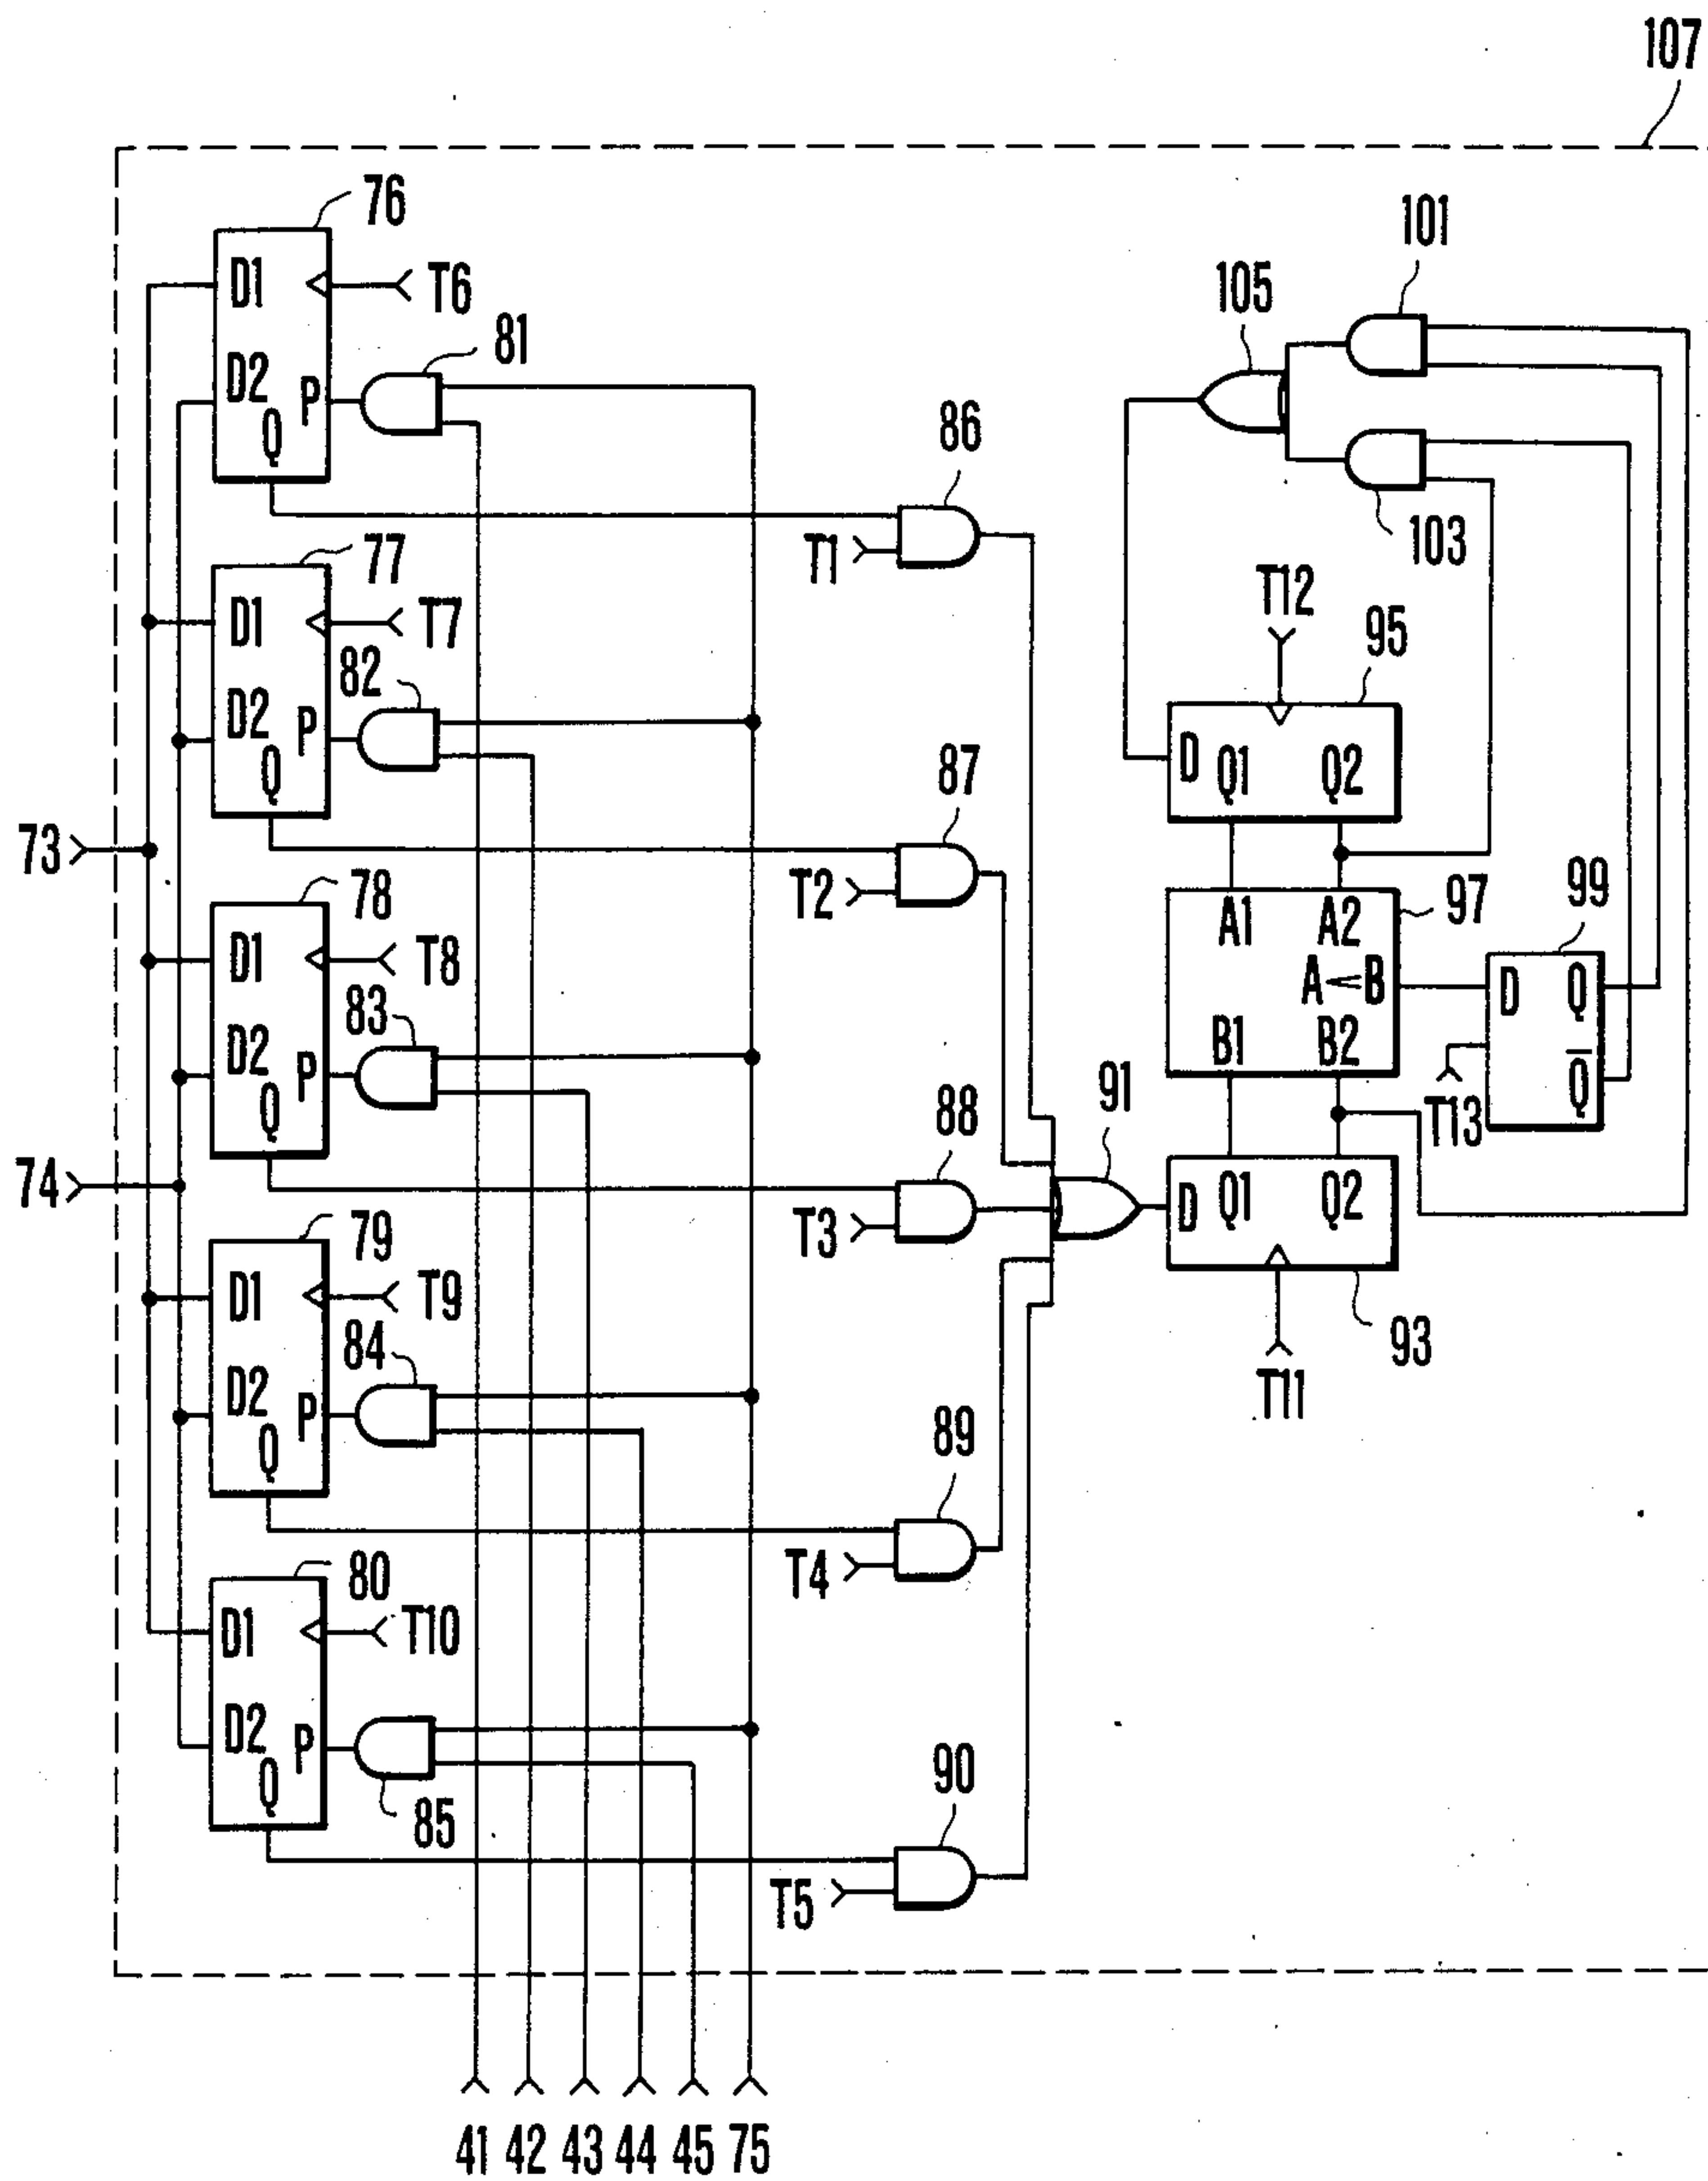 107
76
D1
T6
D2
P
Q
81
86
T1
101
105
103
77
D1
T7
D2
P
Q
82
87
T2
T12
95
D
Q1
Q2
73
78
D1
T8
D2
P
Q
83
88
T3
97
A1
A2
A<B
B1
B2
99
D
Q
Q̅
T13
74
91
D
Q1
Q2
93
T11
79
D1
T9
D2
P
Q
84
89
T4
80
D1
T10
D2
P
Q
85
90
T5
41 42 43 44 45 75